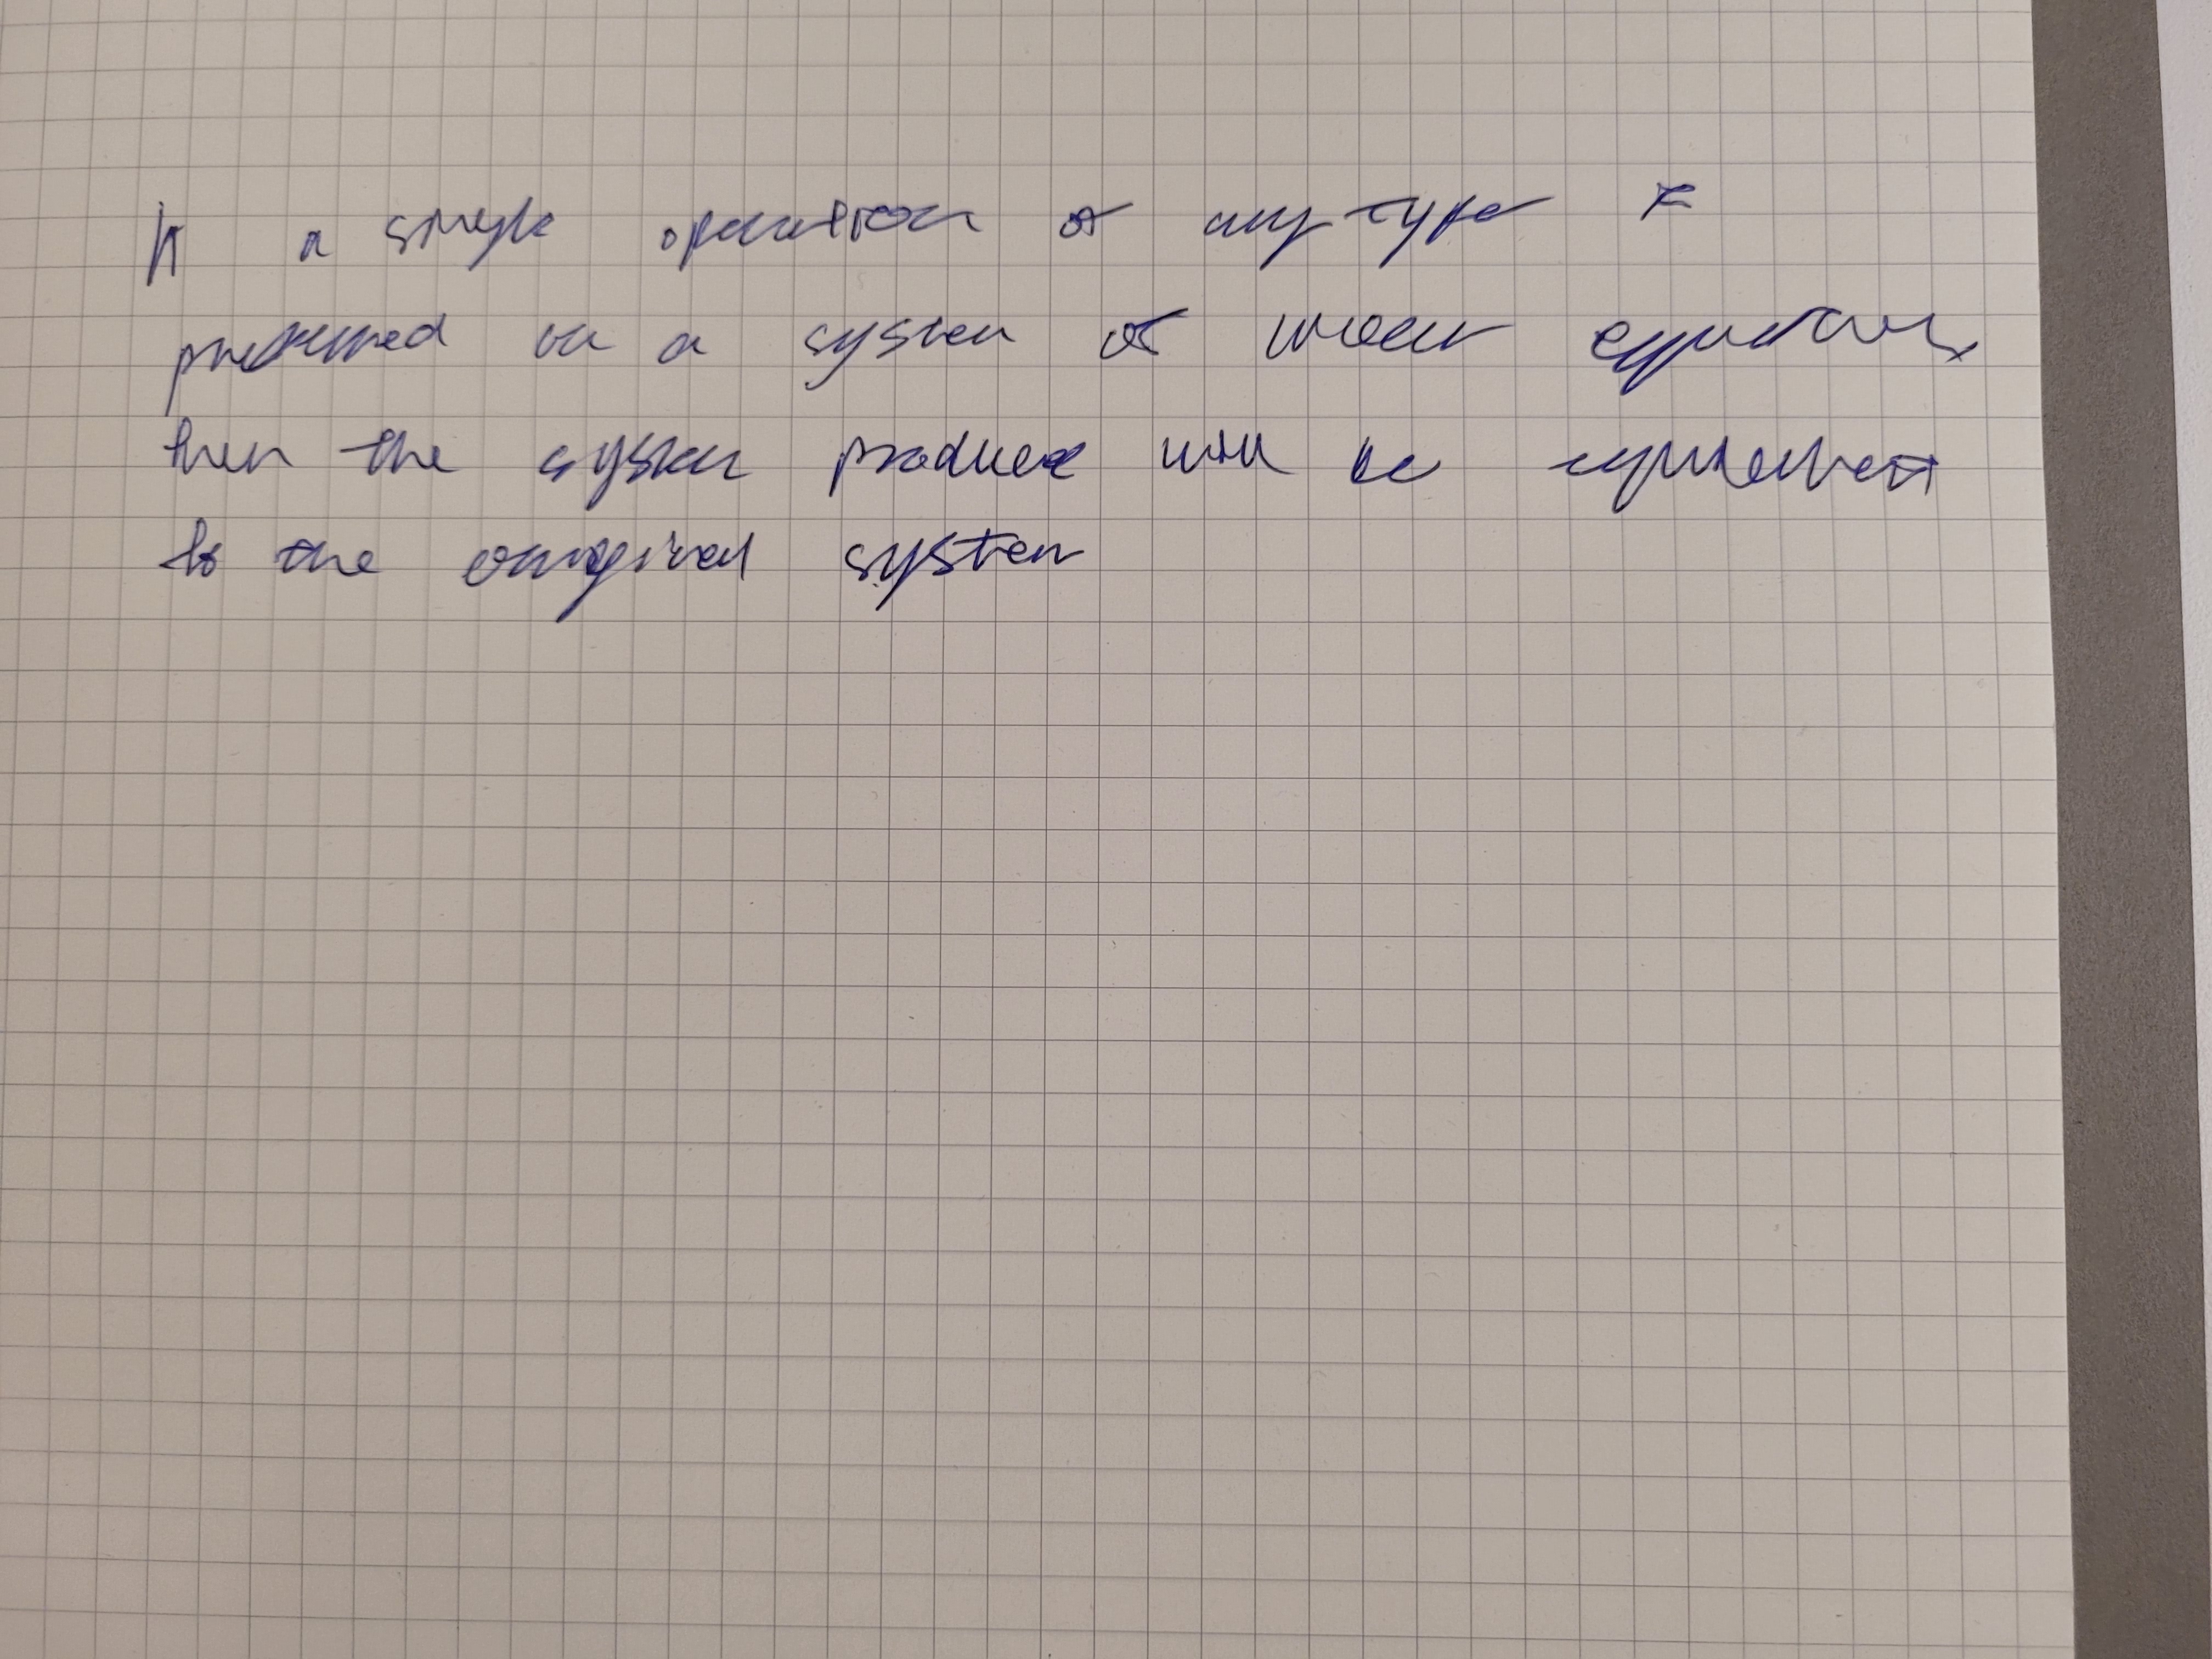 If a single operation of any type is
preformed on a system of linear equations,
then the system produced will be equivalent
to the original system